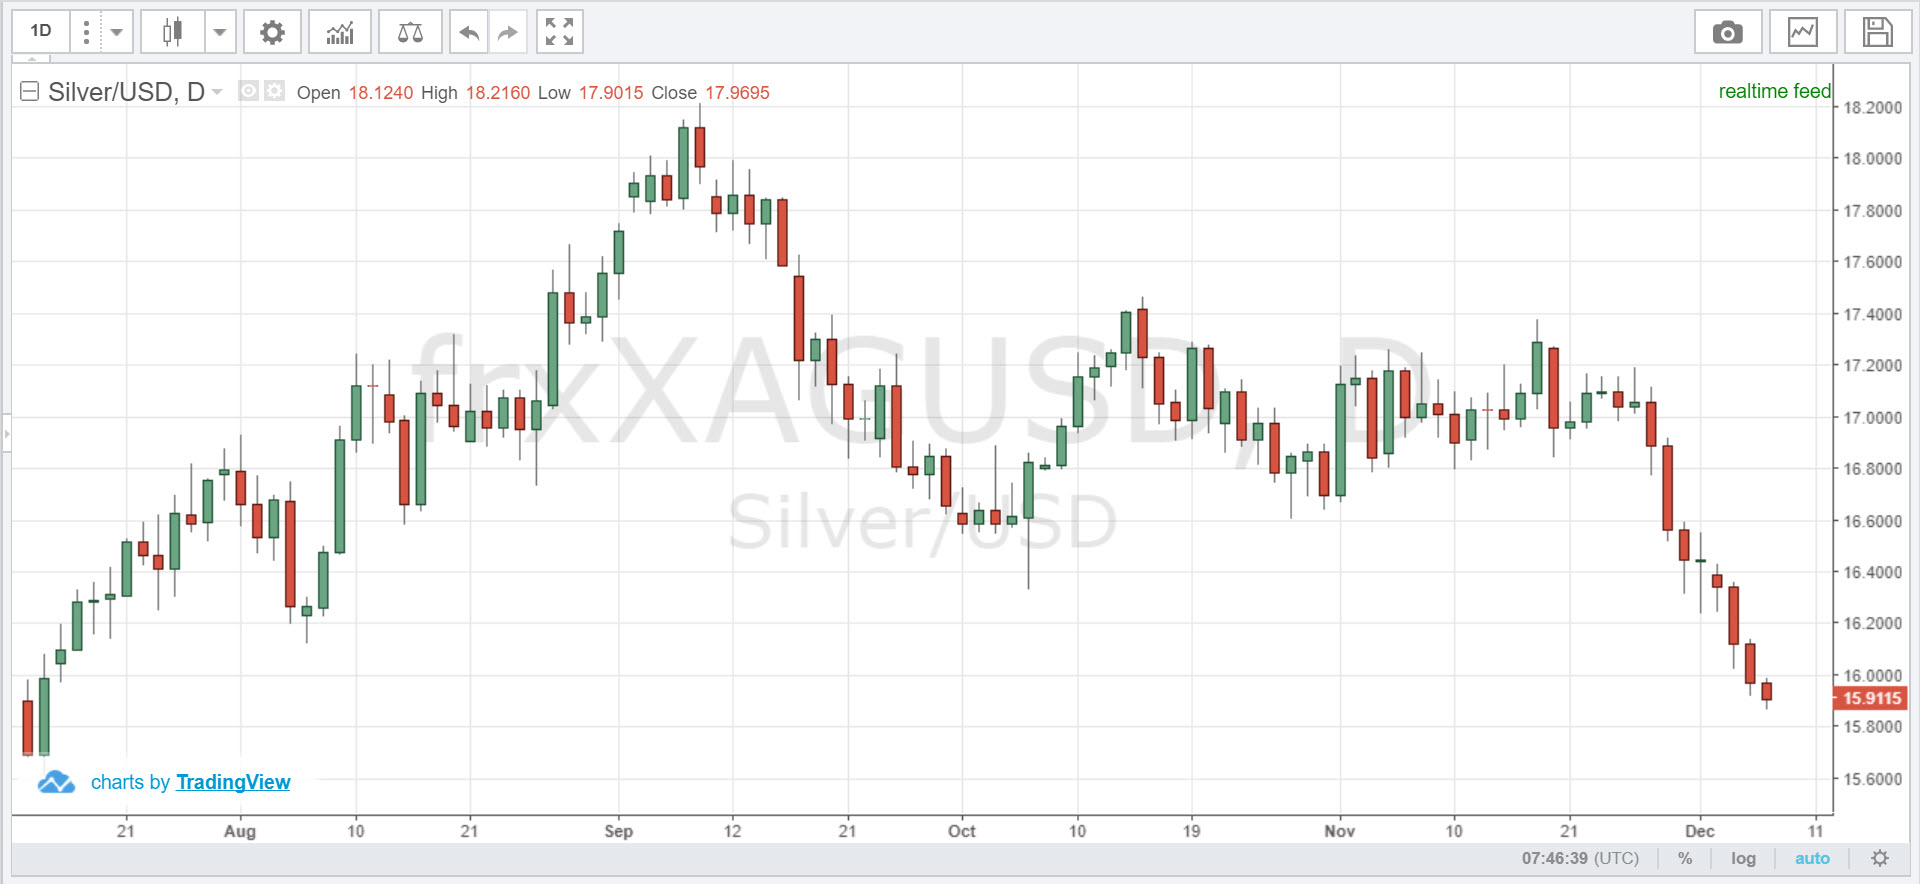 1D
Silver/USD, D Open 18.1240 High 18.2160 Low 17.9015 Close 17.9695
realtime feed
18.2000
18.0000
17.8000
17.6000
17.4000
17.2000
17.0000
16.8000
16.6000
16.4000
16.2000
16.0000
15.9115
15.8000
15.6000
frxXAGUSD, D
Silver/USD
charts by TradingView
21 Aug 10 21 Sep 12 21 Oct 10 19 Nov 10 21 Dec 11
07:46:39 (UTC) % log auto